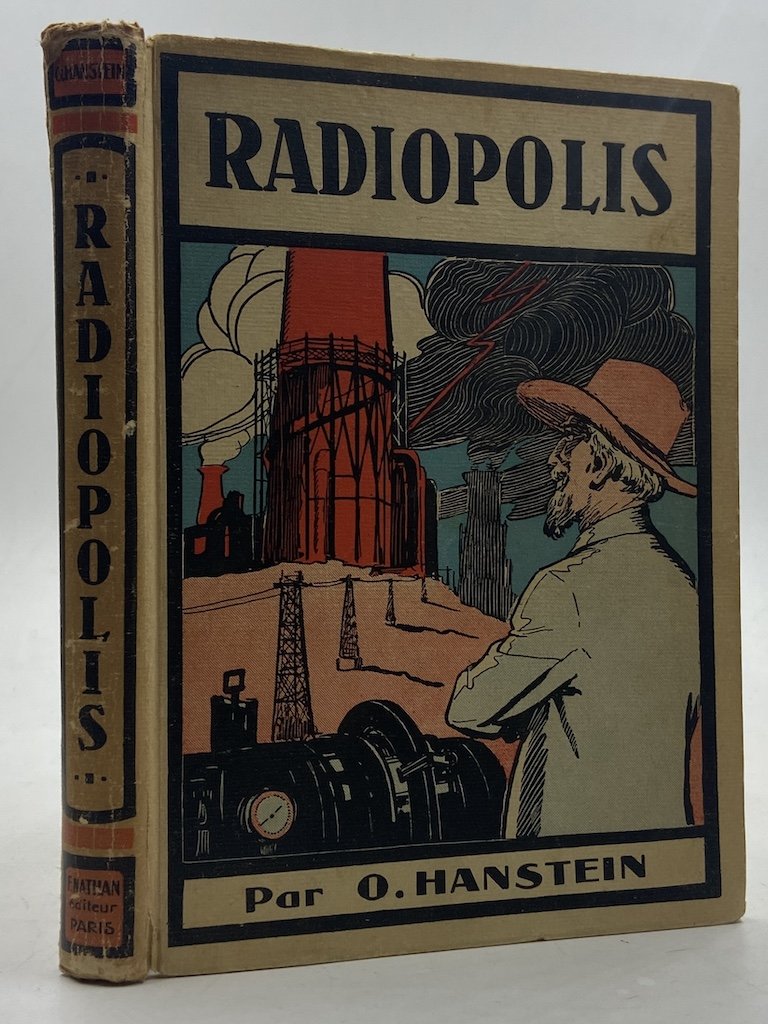 O.HANSTEIN
RADIOPOLIS
F.NATHAN
éditeur
PARIS
RADIOPOLIS
Par O.HANSTEIN